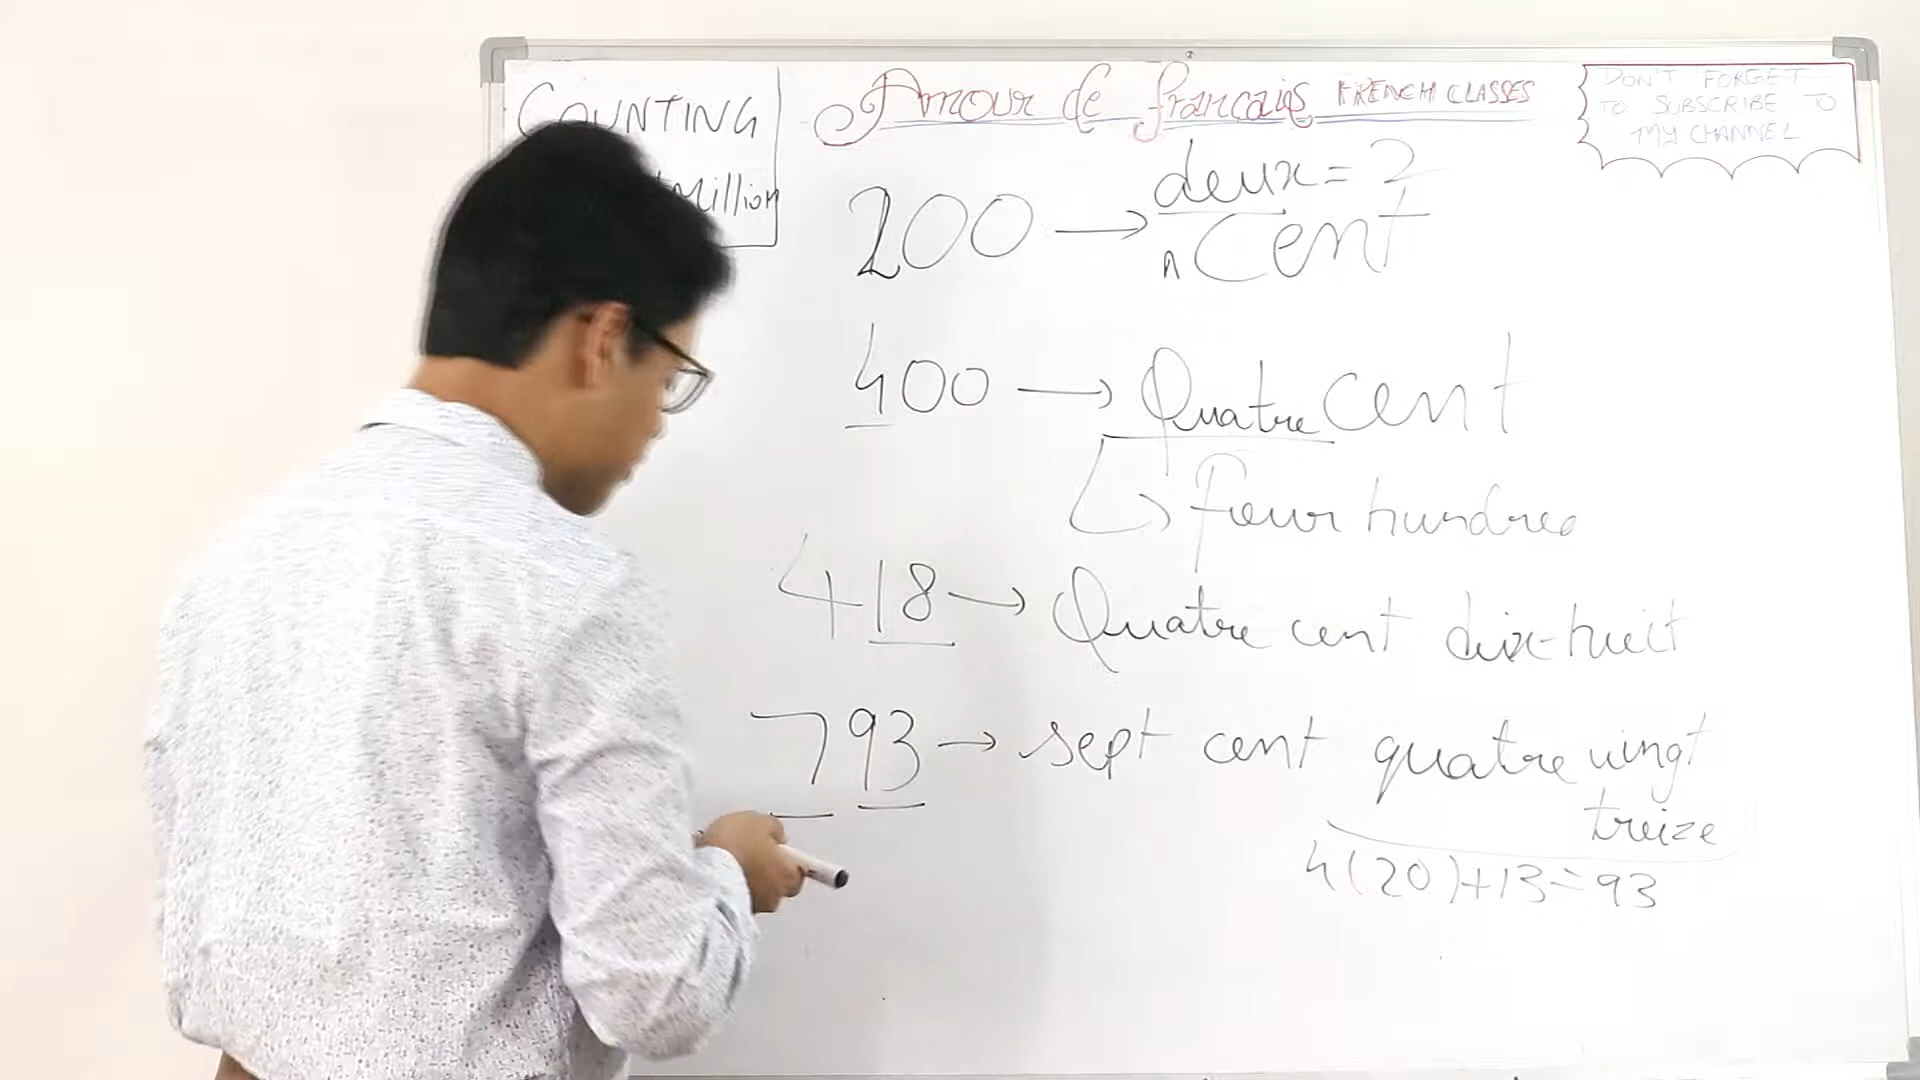 COUNTING
Million
Amour de francais FRENCH CLASSES
DON'T FORGET
TO SUBSCRIBE TO
MY CHANNEL
deux = 2
200 → n Cent
400 → Quatre cent
Four hundred
418 → Quatre cent dix-huit
793 → sept cent quatre vingt
treize
4(20)+13=93